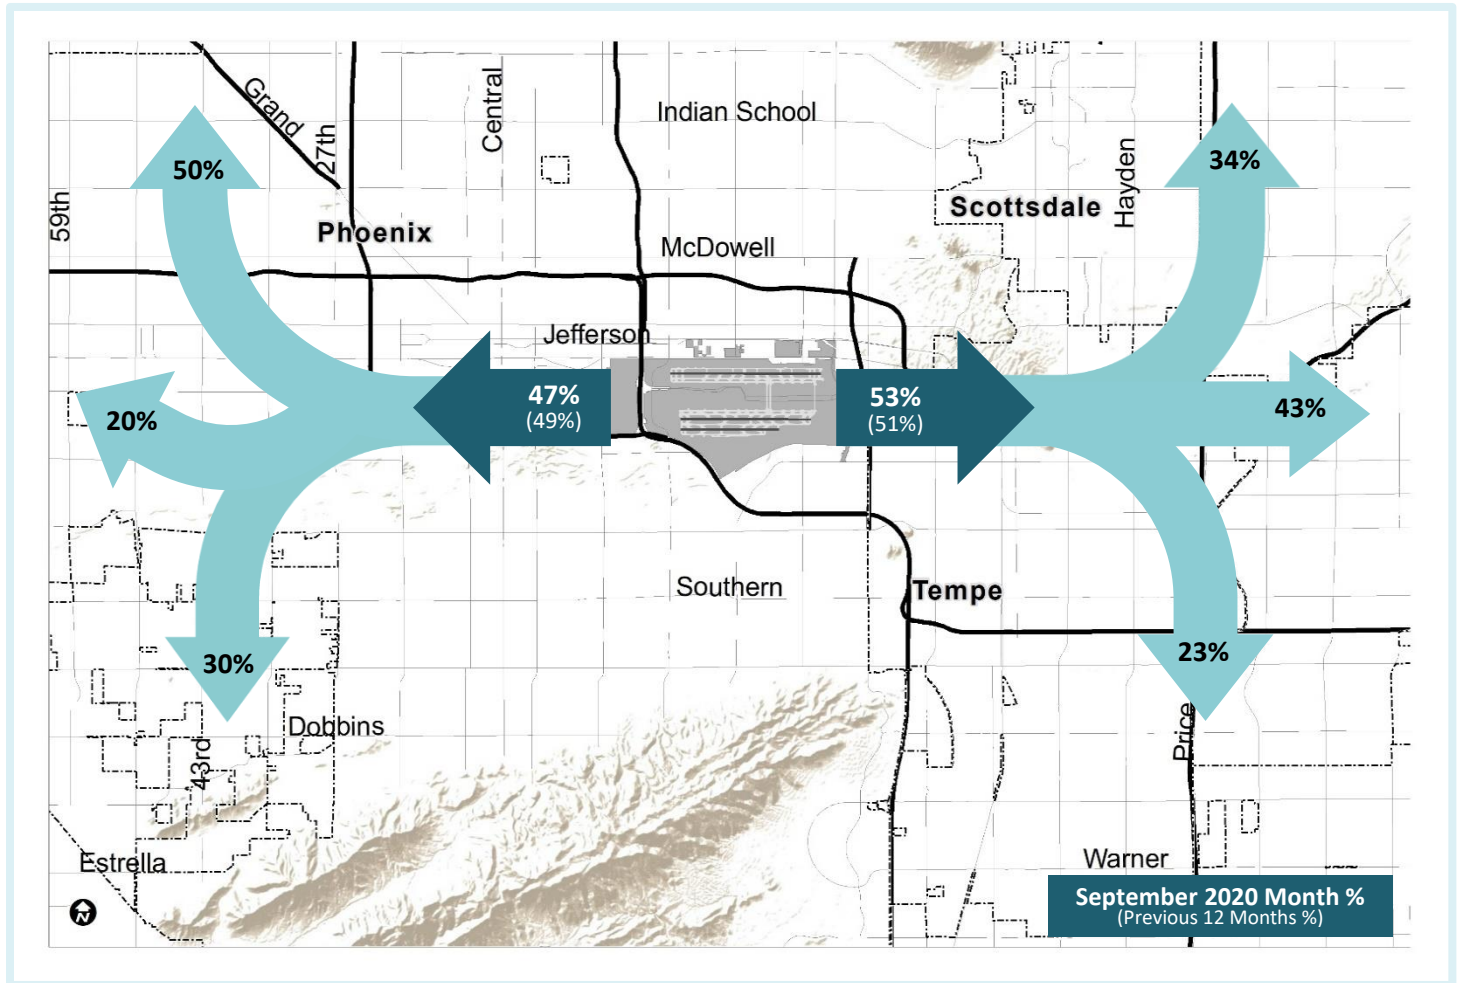 Grand
27th
Central
Indian School
Hayden
50%
34%
59th
Phoenix
Scottsdale
McDowell
Jefferson
47%
(49%)
53%
(51%)
20%
43%
Southern
Tempe
30%
23%
Dobbins
43rd
Price
Estrella
Warner
N
September 2020 Month %
(Previous 12 Months %)